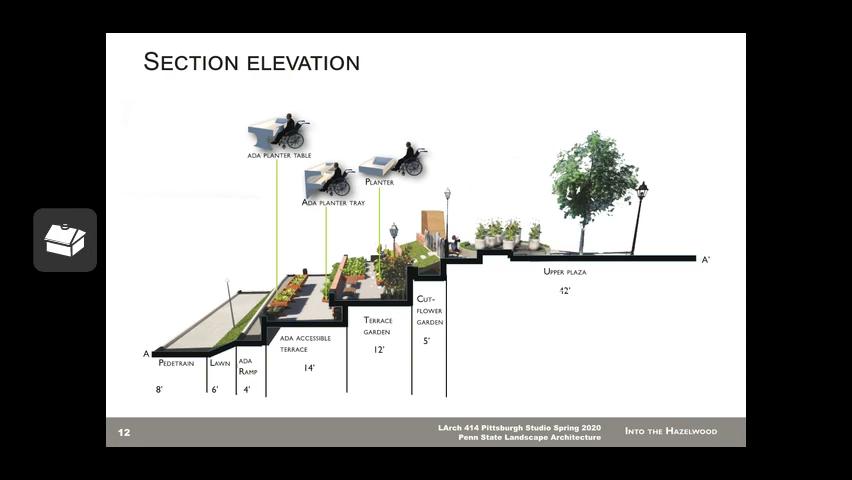 Section elevation
ADA planter table
Ada planter tray
Planter
A'
Upper plaza
42'
Cut-
flower
garden
5'
Terrace
garden
12'
ADA accessible
terrace
14'
A
Pedetrain
8'
Lawn
6'
ADA
Ramp
4'
12
LArch 414 Pittsburgh Studio Spring 2020
Penn State Landscape Architecture
Into the Hazelwood